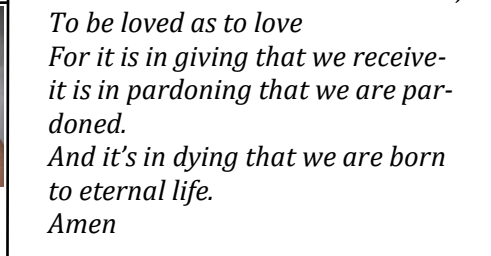 To be loved as to love
For it is in giving that we receive-
it is in pardoning that we are par-
doned.
And it's in dying that we are born
to eternal life.
Amen